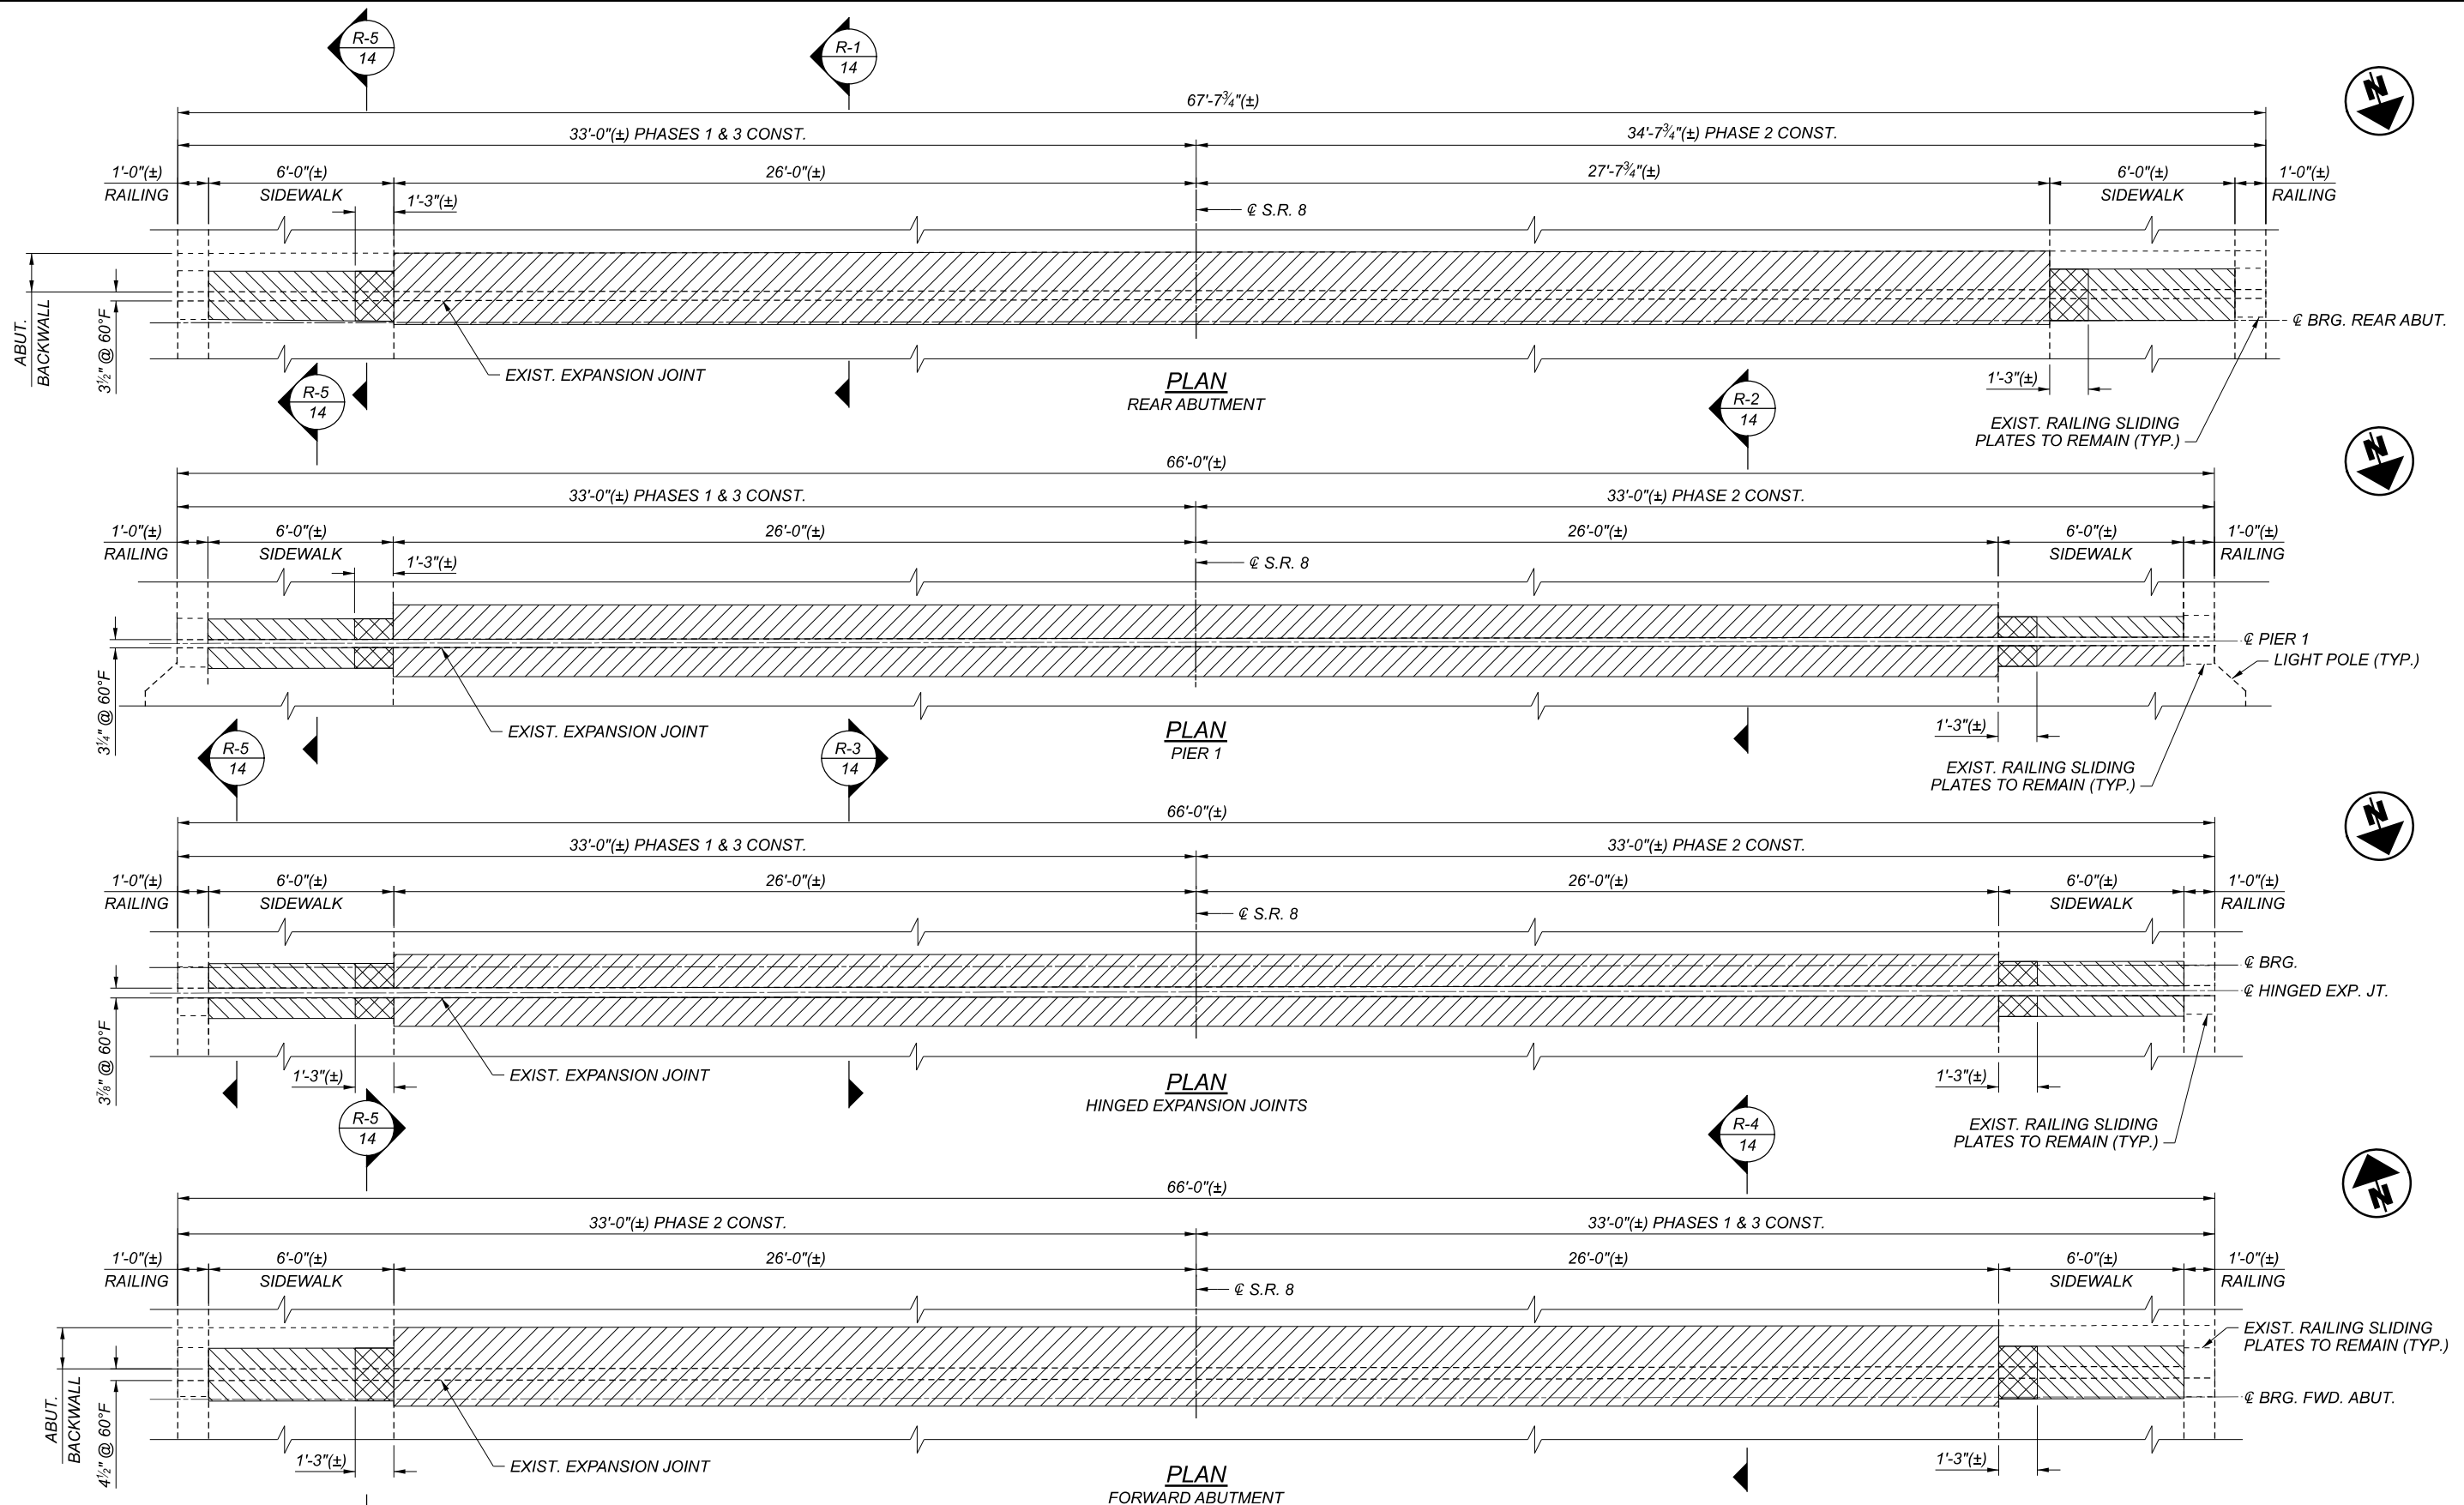 R-5
14
R-1
14
N
67'-7¾"(±)
33'-0"(±) PHASES 1 & 3 CONST.
34'-7¾"(±) PHASE 2 CONST.
1'-0"(±)
RAILING
6'-0"(±)
SIDEWALK
26'-0"(±)
27'-7¾"(±)
6'-0"(±)
SIDEWALK
1'-0"(±)
RAILING
1'-3"(±)
℄ S.R. 8
ABUT.
BACKWALL
3½" @ 60°F
℄ BRG. REAR ABUT.
EXIST. EXPANSION JOINT
1'-3"(±)
EXIST. RAILING SLIDING
PLATES TO REMAIN (TYP.)
PLAN
REAR ABUTMENT
R-5
14
R-2
14
N
66'-0"(±)
33'-0"(±) PHASES 1 & 3 CONST.
33'-0"(±) PHASE 2 CONST.
1'-0"(±)
RAILING
6'-0"(±)
SIDEWALK
26'-0"(±)
26'-0"(±)
6'-0"(±)
SIDEWALK
1'-0"(±)
RAILING
1'-3"(±)
℄ S.R. 8
℄ PIER 1
LIGHT POLE (TYP.)
3¼" @ 60°F
EXIST. EXPANSION JOINT
1'-3"(±)
EXIST. RAILING SLIDING
PLATES TO REMAIN (TYP.)
PLAN
PIER 1
R-5
14
R-3
14
N
66'-0"(±)
33'-0"(±) PHASES 1 & 3 CONST.
33'-0"(±) PHASE 2 CONST.
1'-0"(±)
RAILING
6'-0"(±)
SIDEWALK
26'-0"(±)
26'-0"(±)
6'-0"(±)
SIDEWALK
1'-0"(±)
RAILING
℄ S.R. 8
℄ BRG.
℄ HINGED EXP. JT.
3⅞" @ 60°F
1'-3"(±)
EXIST. EXPANSION JOINT
1'-3"(±)
EXIST. RAILING SLIDING
PLATES TO REMAIN (TYP.)
PLAN
HINGED EXPANSION JOINTS
R-5
14
R-4
14
N
66'-0"(±)
33'-0"(±) PHASE 2 CONST.
33'-0"(±) PHASES 1 & 3 CONST.
1'-0"(±)
RAILING
6'-0"(±)
SIDEWALK
26'-0"(±)
26'-0"(±)
6'-0"(±)
SIDEWALK
1'-0"(±)
RAILING
℄ S.R. 8
EXIST. RAILING SLIDING
PLATES TO REMAIN (TYP.)
℄ BRG. FWD. ABUT.
ABUT.
BACKWALL
4½" @ 60°F
1'-3"(±)
EXIST. EXPANSION JOINT
1'-3"(±)
PLAN
FORWARD ABUTMENT